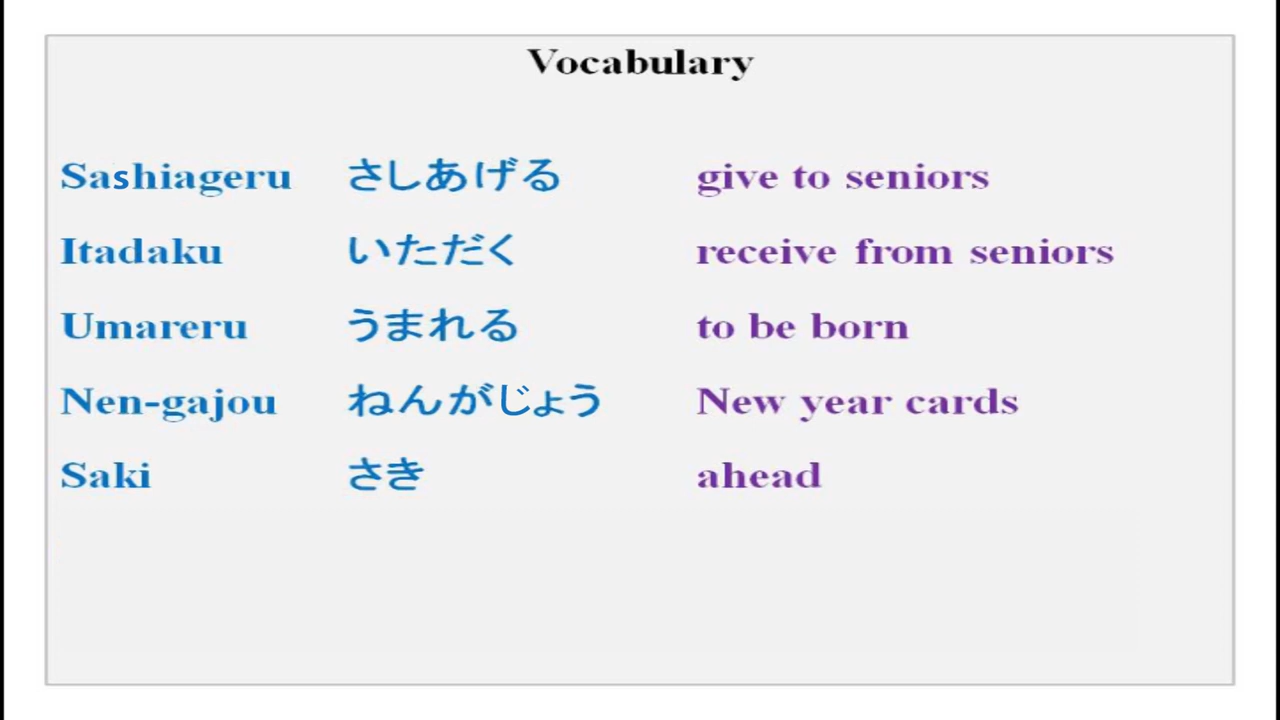 Vocabulary
Sashiageru さしあげる give to seniors
Itadaku いただく receive from seniors
Umareru うまれる to be born
Nen-gajou ねんがじょう New year cards
Saki さき ahead